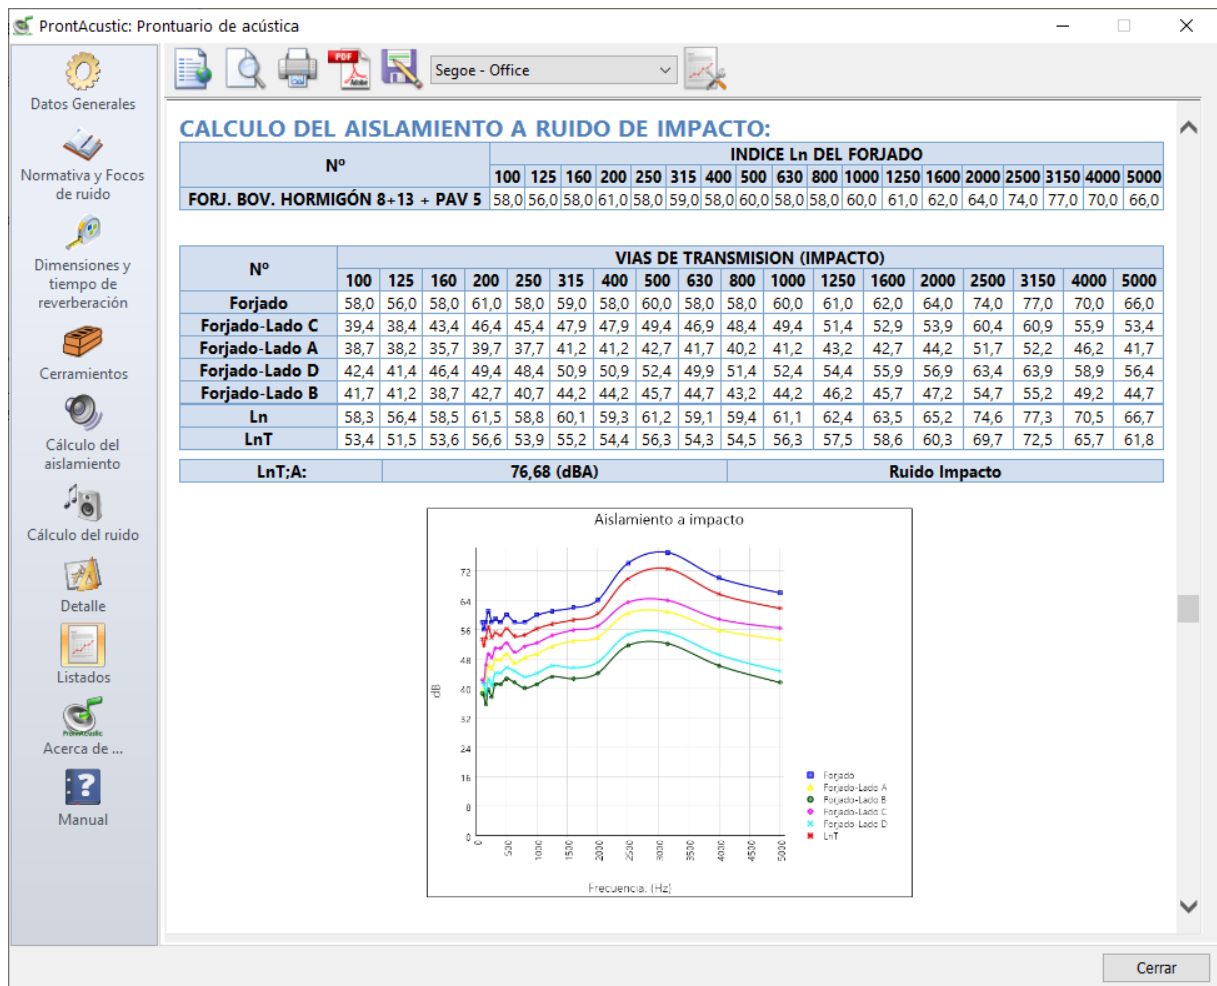 ProntAcustic: Prontuario de acústica
Datos Generales
Normativa y Focos
de ruido
Dimensiones y
tiempo de
reverberación
Cerramientos
Cálculo del
aislamiento
Cálculo del ruido
Detalle
Listados
ProntAcustic
Acerca de ...
Manual
PDF
Adobe
Segoe - Office
CALCULO DEL AISLAMIENTO A RUIDO DE IMPACTO:
Nº INDICE Ln DEL FORJADO
100 125 160 200 250 315 400 500 630 800 1000 1250 1600 2000 2500 3150 4000 5000
FORJ. BOV. HORMIGÓN 8+13 + PAV 5 58,0 56,0 58,0 61,0 58,0 59,0 58,0 60,0 58,0 58,0 60,0 61,0 62,0 64,0 74,0 77,0 70,0 66,0
Nº VIAS DE TRANSMISION (IMPACTO)
100 125 160 200 250 315 400 500 630 800 1000 1250 1600 2000 2500 3150 4000 5000
Forjado 58,0 56,0 58,0 61,0 58,0 59,0 58,0 60,0 58,0 58,0 60,0 61,0 62,0 64,0 74,0 77,0 70,0 66,0
Forjado-Lado C 39,4 38,4 43,4 46,4 45,4 47,9 47,9 49,4 46,9 48,4 49,4 51,4 52,9 53,9 60,4 60,9 55,9 53,4
Forjado-Lado A 38,7 38,2 35,7 39,7 37,7 41,2 41,2 42,7 41,7 40,2 41,2 43,2 42,7 44,2 51,7 52,2 46,2 41,7
Forjado-Lado D 42,4 41,4 46,4 49,4 48,4 50,9 50,9 52,4 49,9 51,4 52,4 54,4 55,9 56,9 63,4 63,9 58,9 56,4
Forjado-Lado B 41,7 41,2 38,7 42,7 40,7 44,2 44,2 45,7 44,7 43,2 44,2 46,2 45,7 47,2 54,7 55,2 49,2 44,7
Ln 58,3 56,4 58,5 61,5 58,8 60,1 59,3 61,2 59,1 59,4 61,1 62,4 63,5 65,2 74,6 77,3 70,5 66,7
LnT 53,4 51,5 53,6 56,6 53,9 55,2 54,4 56,3 54,3 54,5 56,3 57,5 58,6 60,3 69,7 72,5 65,7 61,8
LnT;A: 76,68 (dBA) Ruido Impacto
Aislamiento a impacto
72
64
56
48
40
32
24
16
8
0
dB
0 500 1000 1500 2000 2500 3000 3500 4000 4500 5000
Frecuencia: (Hz)
Forjado
Forjado-Lado A
Forjado-Lado B
Forjado-Lado C
Forjado-Lado D
LnT
Cerrar